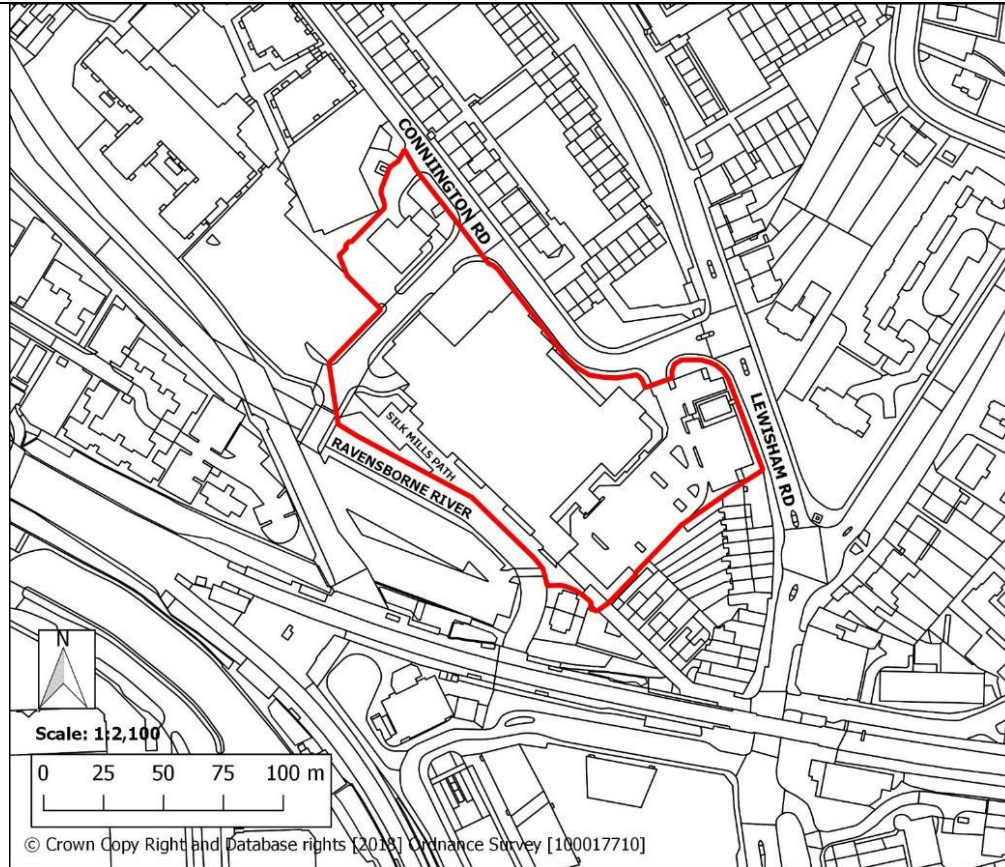 CONNIINGTON RD
LEWISHAM RD
SILK MILLS PATH
RAVENSBORNE RIVER
N
Scale: 1:2,100
0 25 50 75 100 m
© Crown Copy Right and Database rights [2018] Ordnance Survey [100017710]